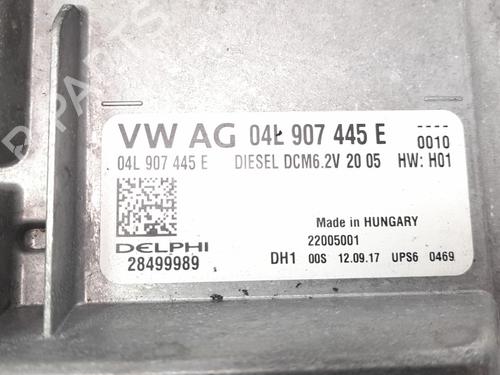 VW AG 04L 907 445 E
0010
04L 907 445 E DIESEL DCM6.2V 20 05 HW: H01
Made in HUNGARY
22005001
DELPHI
28499989
DH1 00S 12.09.17 UPS6 0469